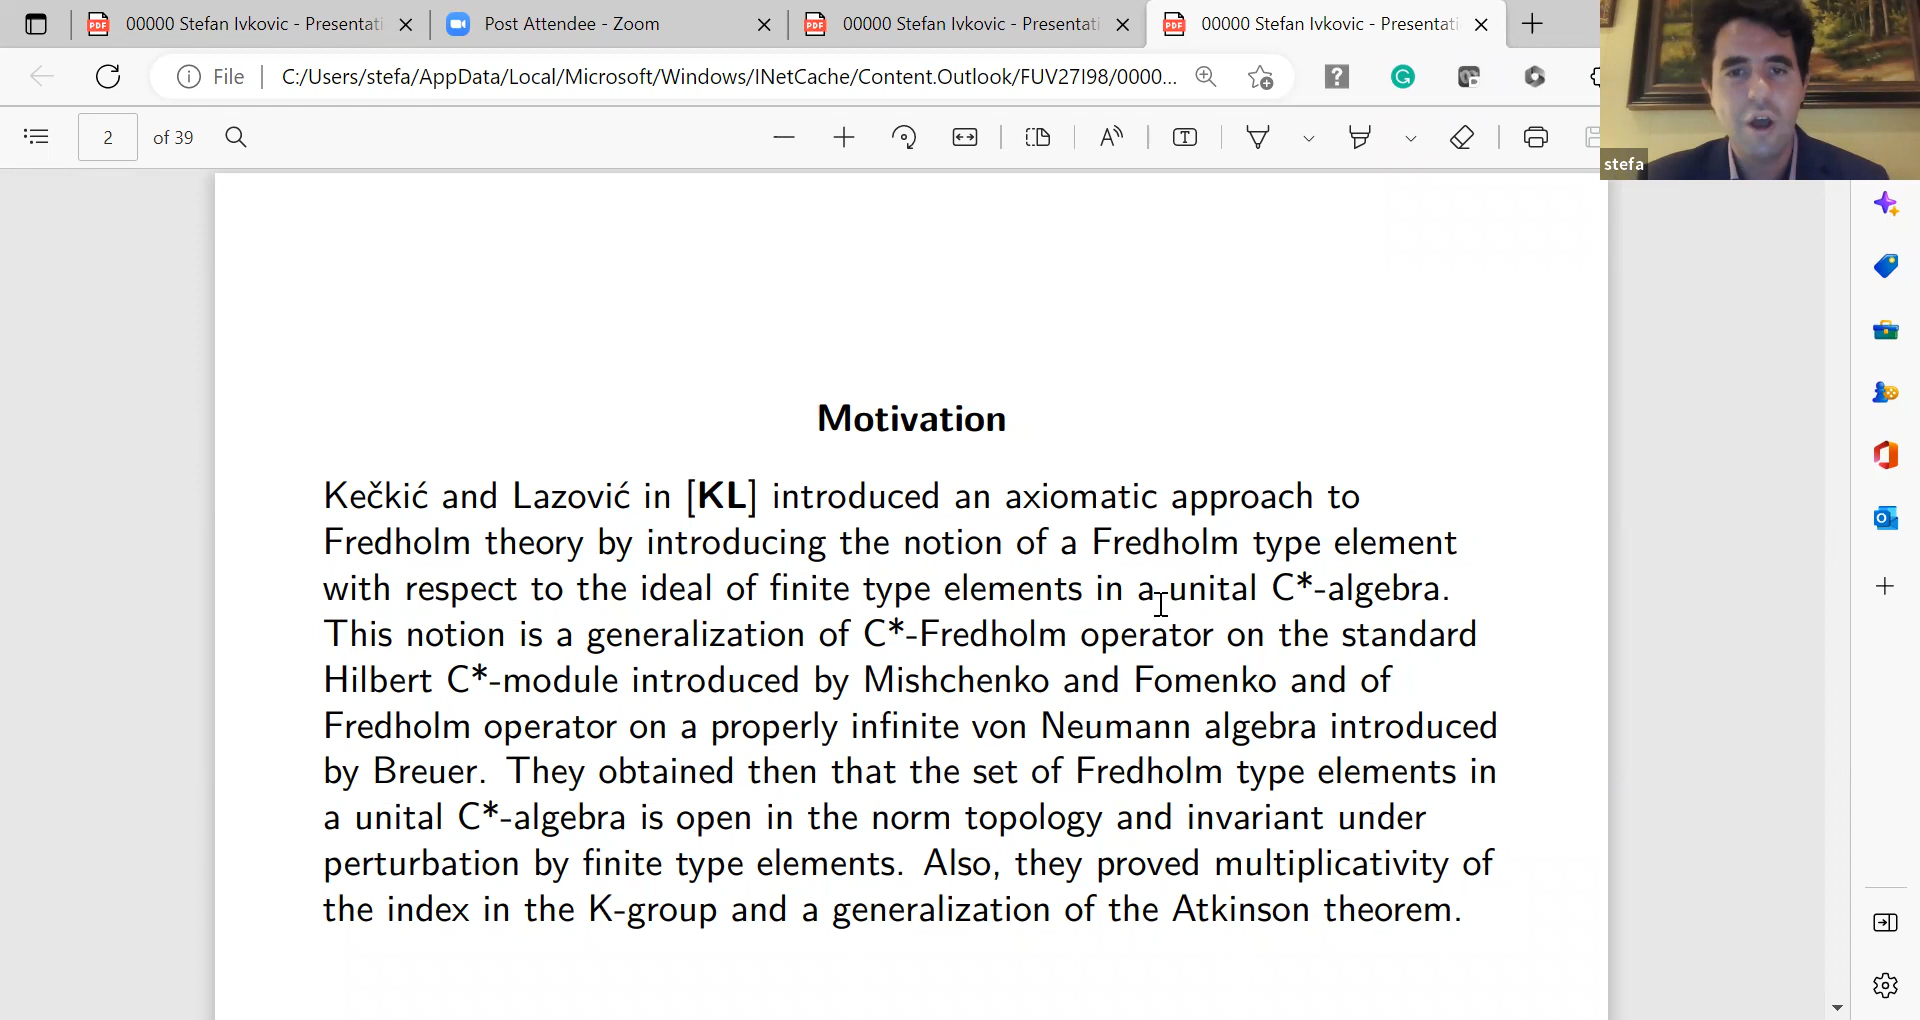 00000 Stefan Ivkovic - Presentati
Post Attendee - Zoom
00000 Stefan Ivkovic - Presentati
00000 Stefan Ivkovic - Presentati
File
C:/Users/stefa/AppData/Local/Microsoft/Windows/INetCache/Content.Outlook/FUV27I98/0000...
2 of 39
stefa
Motivation
Kečkić and Lazović in [KL] introduced an axiomatic approach to
Fredholm theory by introducing the notion of a Fredholm type element
with respect to the ideal of finite type elements in a unital C*-algebra.
This notion is a generalization of C*-Fredholm operator on the standard
Hilbert C*-module introduced by Mishchenko and Fomenko and of
Fredholm operator on a properly infinite von Neumann algebra introduced
by Breuer. They obtained then that the set of Fredholm type elements in
a unital C*-algebra is open in the norm topology and invariant under
perturbation by finite type elements. Also, they proved multiplicativity of
the index in the K-group and a generalization of the Atkinson theorem.